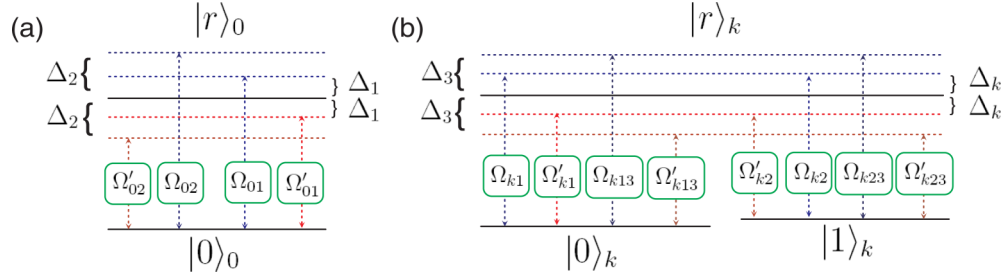 (a) |r⟩₀
Δ₂{ } Δ₁
Δ₂{ } Δ₁
Ω′₀₂ Ω₀₂ Ω₀₁ Ω′₀₁
|0⟩₀
(b) |r⟩ₖ
Δ₃{ } Δₖ
Δ₃{ } Δₖ
Ωₖ₁ Ω′ₖ₁ Ωₖ₁₃ Ω′ₖ₁₃ Ω′ₖ₂ Ωₖ₂ Ωₖ₂₃ Ω′ₖ₂₃
|0⟩ₖ |1⟩ₖ